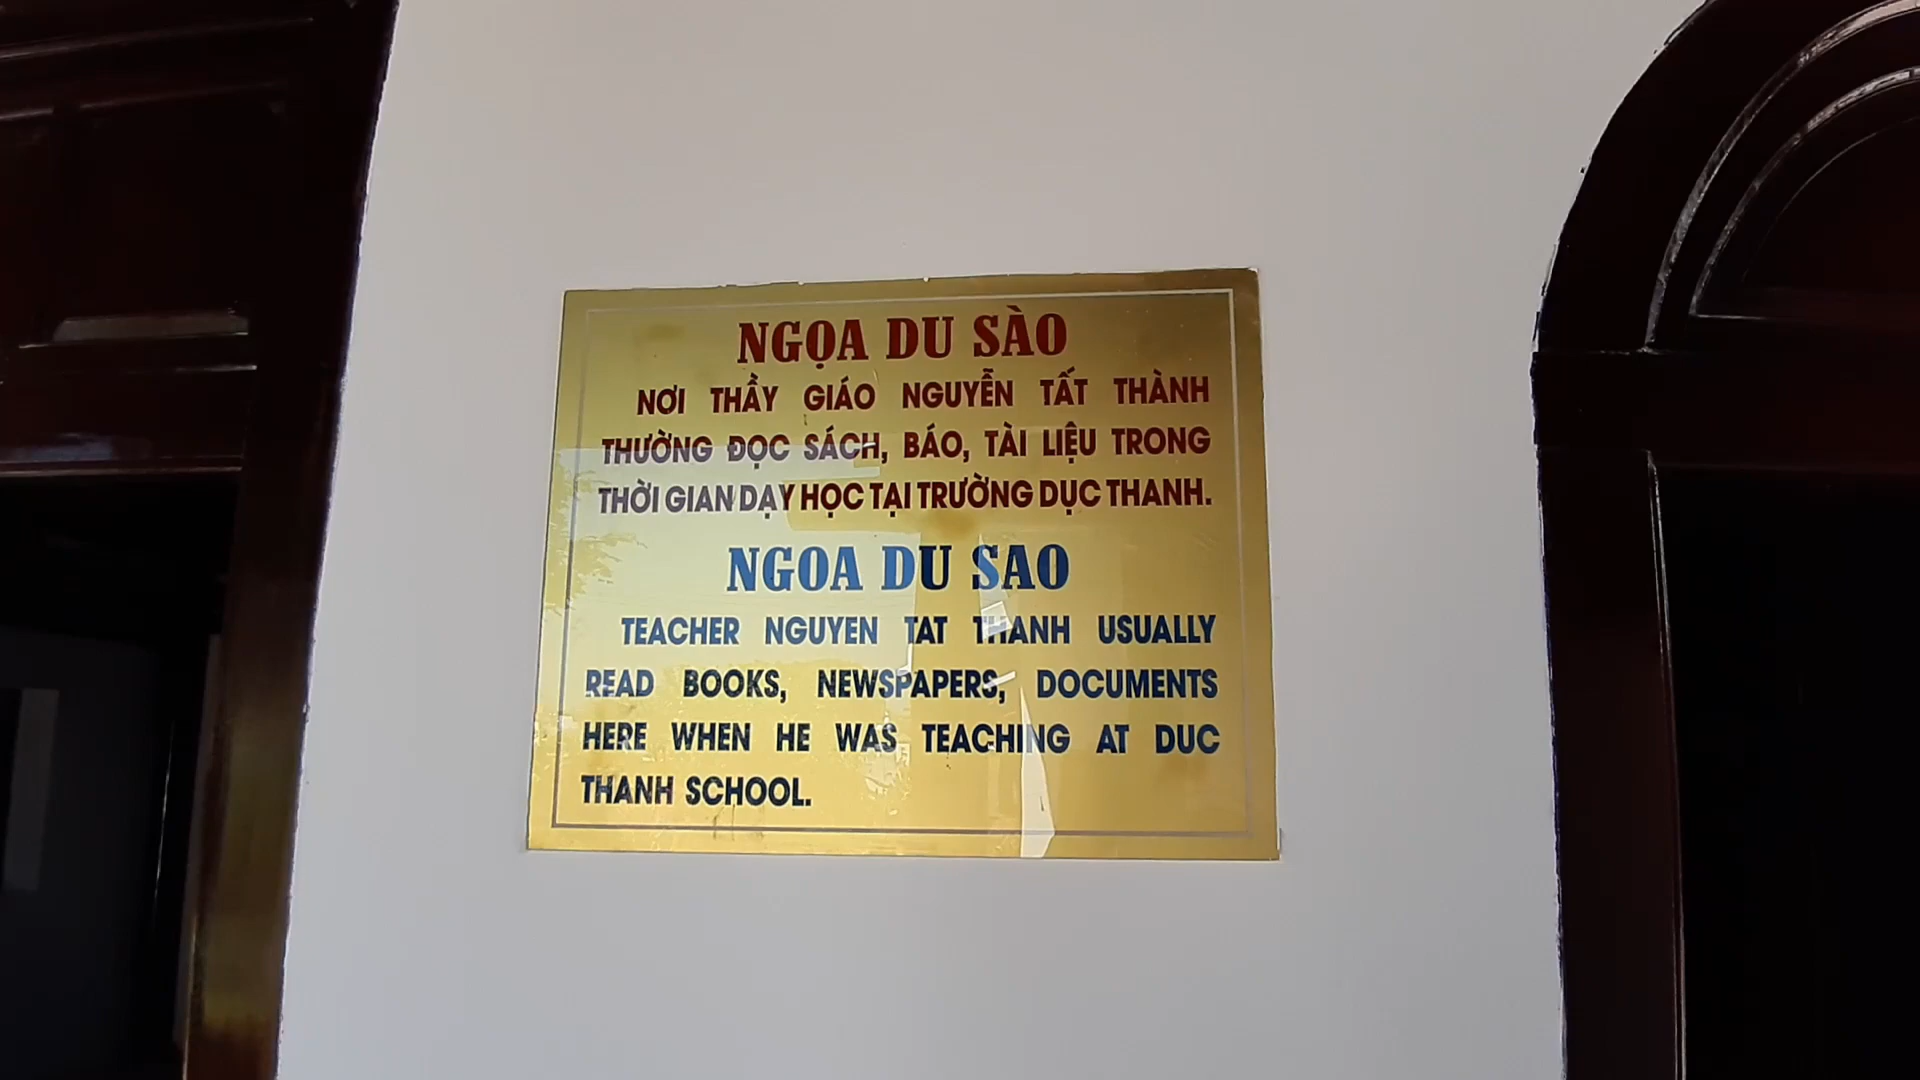 NGỌA DU SÀO
NƠI THẦY GIÁO NGUYỄN TẤT THÀNH
THƯỜNG ĐỌC SÁCH, BÁO, TÀI LIỆU TRONG
THỜI GIAN DẠY HỌC TẠI TRƯỜNG DỤC THANH.
NGOA DU SAO
TEACHER NGUYEN TAT THANH USUALLY
READ BOOKS, NEWSPAPERS, DOCUMENTS
HERE WHEN HE WAS TEACHING AT DUC
THANH SCHOOL.